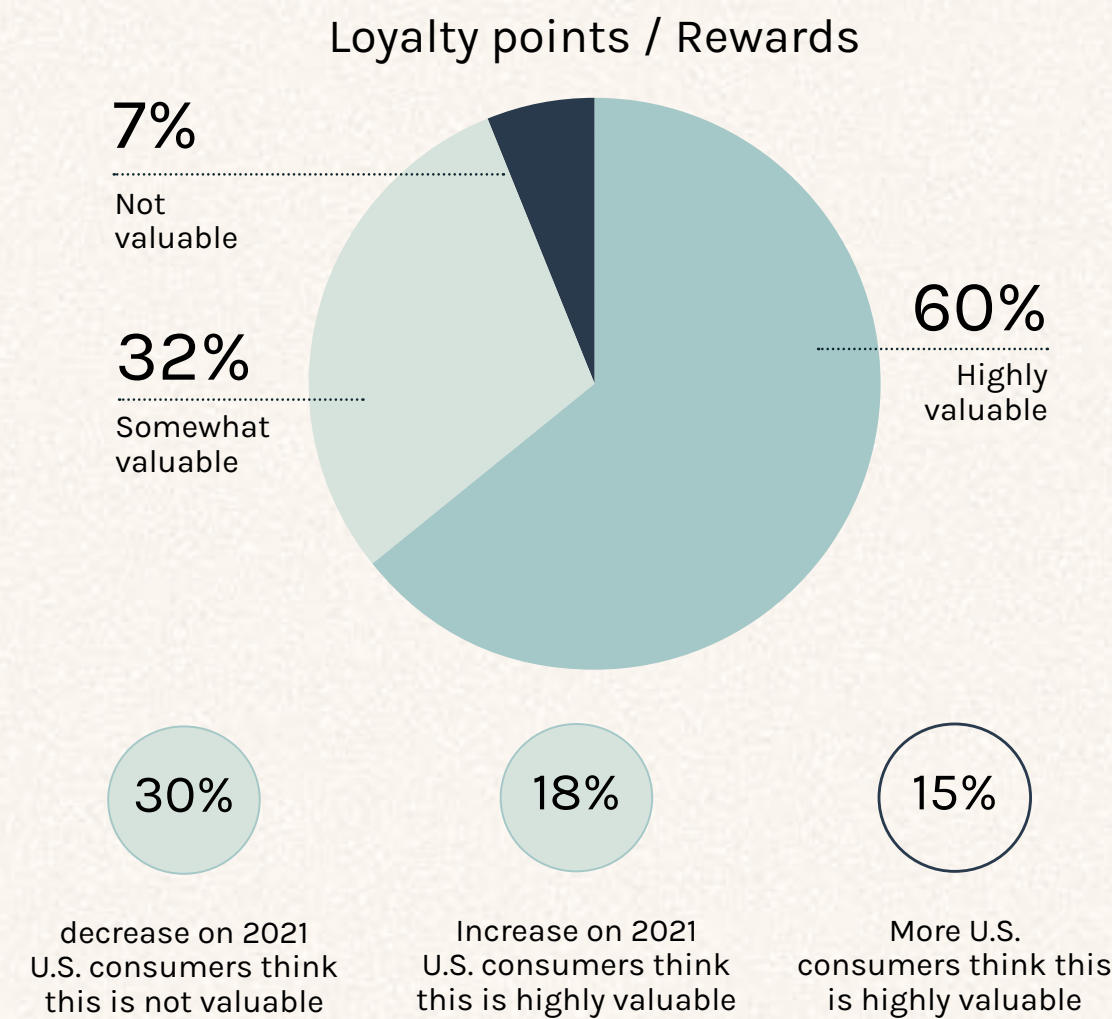 Loyalty points / Rewards
7%
Not
valuable
32%
Somewhat
valuable
60%
Highly
valuable
30%
decrease on 2021
U.S. consumers think
this is not valuable
18%
Increase on 2021
U.S. consumers think
this is highly valuable
15%
More U.S.
consumers think this
is highly valuable